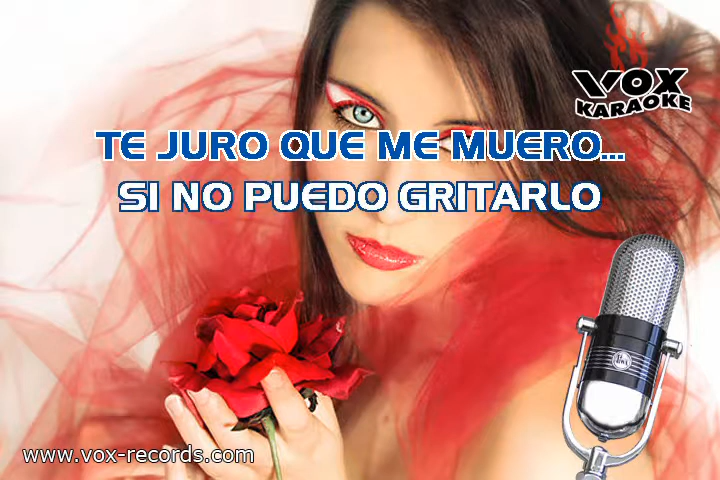 VOX
KARAOKE
TE JURO QUE ME MUERO...
SI NO PUEDO GRITARLO
www.vox-records.com